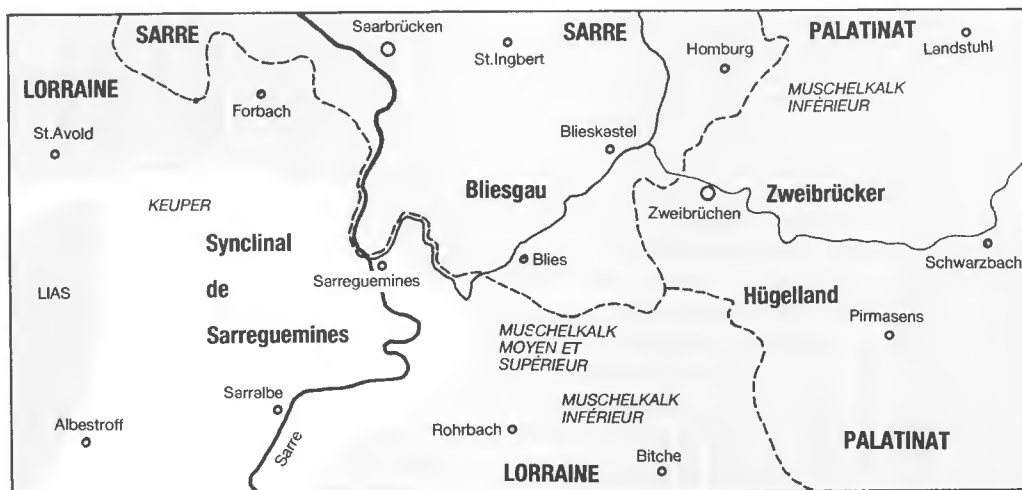 SARRE
Saarbrücken
SARRE
PALATINAT
St.Ingbert
Homburg
Landstuhl
LORRAINE
Forbach
MUSCHELKALK
INFÉRIEUR
St.Avold
Blieskastel
Bliesgau
Zweibrücker
KEUPER
Zweibrüchen
Synclinal
de
Sarreguemines
Sarreguemines
Blies
Schwarzbach
LIAS
Hügelland
Pirmasens
MUSCHELKALK
MOYEN ET
SUPÉRIEUR
Sarralbe
MUSCHELKALK
INFÉRIEUR
Albestroff
Sarre
Rohrbach
PALATINAT
Bitche
LORRAINE